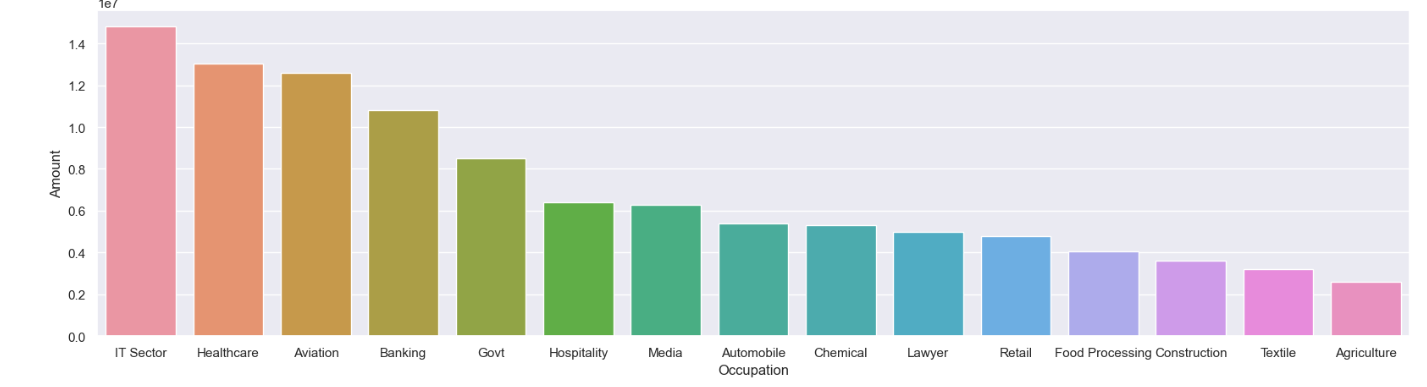 1e7
1.4
1.2
1.0
0.8
0.6
0.4
0.2
0.0
Amount
IT Sector Healthcare Aviation Banking Govt Hospitality Media Automobile Chemical Lawyer Retail Food Processing Construction Textile Agriculture
Occupation